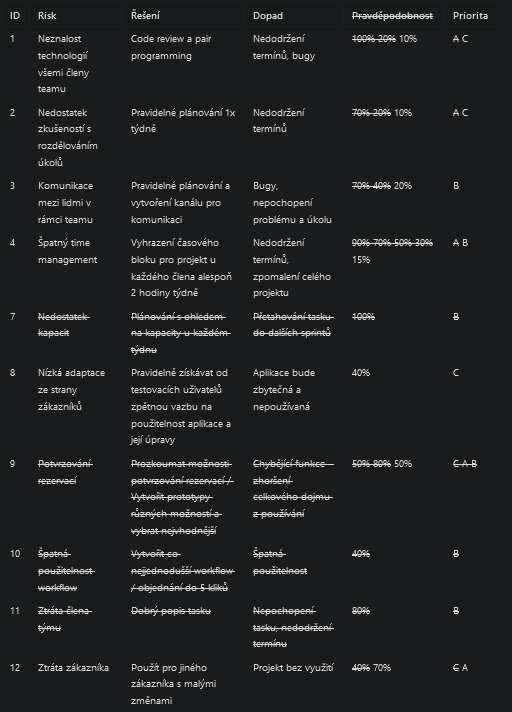 ID Risk Řešení Dopad Pravděpodobnost Priorita
1 Neznalost Code review a pair Nedodržení 100% 20% 10% A C
technologií programming termínů, bugy
všemi členy
teamu
2 Nedostatek Pravidelné plánování 1x Nedodržení 70% 20% 10% A C
zkušeností s týdně termínů
rozdělováním
úkolů
3 Komunikace Pravidelné plánování a Bugy, 70% 40% 20% B
mezi lidmi v vytvoření kanálu pro nepochopení
rámci teamu komunikaci problému a úkolu
4 Špatný time Vyhrazení časového Nedodržení 90% 70% 50% 30% A B
management bloku pro projekt u termínů, 15%
každého člena alespoň zpomalení celého
2 hodiny týdně projektu
7 Nedostatek Plánování s ohledem Přetahování tasku 100% B
kapacit na kapacity u každém do dalších sprintů
týdnu
8 Nízká adaptace Pravidelně získávat od Aplikace bude 40% C
ze strany testovacích uživatelů zbytečná a
zákazníků zpětnou vazbu na nepoužívaná
použitelnost aplikace a
její úpravy
9 Potvrzování Prozkoumat možnosti Chybějící funkce 50% 80% 50% C A B
rezervací potvrzování rezervací / zhoršení
Vytvořit prototypy celkového dojmu
různých možností a z používání
vybrat nejvhodnější
10 Špatná Vytvořit co Špatná 40% B
použitelnost nejjednodušší workflow použitelnost
workflow / objednání do 5 kliků
11 Ztráta člena Dobrý popis tasku Nepochopení 80% B
týmu tasku, nedodržení
termínu
12 Ztráta zákazníka Použít pro jiného Projekt bez využití 40% 70% C A
zákazníka s malými
změnami